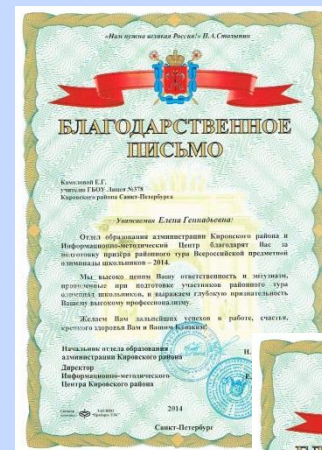 «Нам нужна великая Россия!» П.А.Столыпин
БЛАГОДАРСТВЕННОЕ
ПИСЬМО
Е.Г.
учителю ГБОУ Лицея №378
Кировского района Санкт-Петербурга
Уважаемая Елена Геннадьевна!
Отдел образования администрации Кировского района и
Информационно-методический Центр благодарят Вас за
подготовку призёра районного тура Всероссийской предметной
олимпиады школьников – 2014.
Мы высоко ценим Вашу ответственность и энтузиазм,
проявленные при подготовке участников районного тура
олимпиад школьников, и выражаем глубокую признательность
Вашему высокому профессионализму.
Желаем Вам дальнейших успехов в работе, счастья,
крепкого здоровья Вам и Вашим близким!
Начальник отдела образования
администрации Кировского района
Н.
Директор
Информационно-методического
Центра Кировского района
Е.
2014
Санкт-Петербург